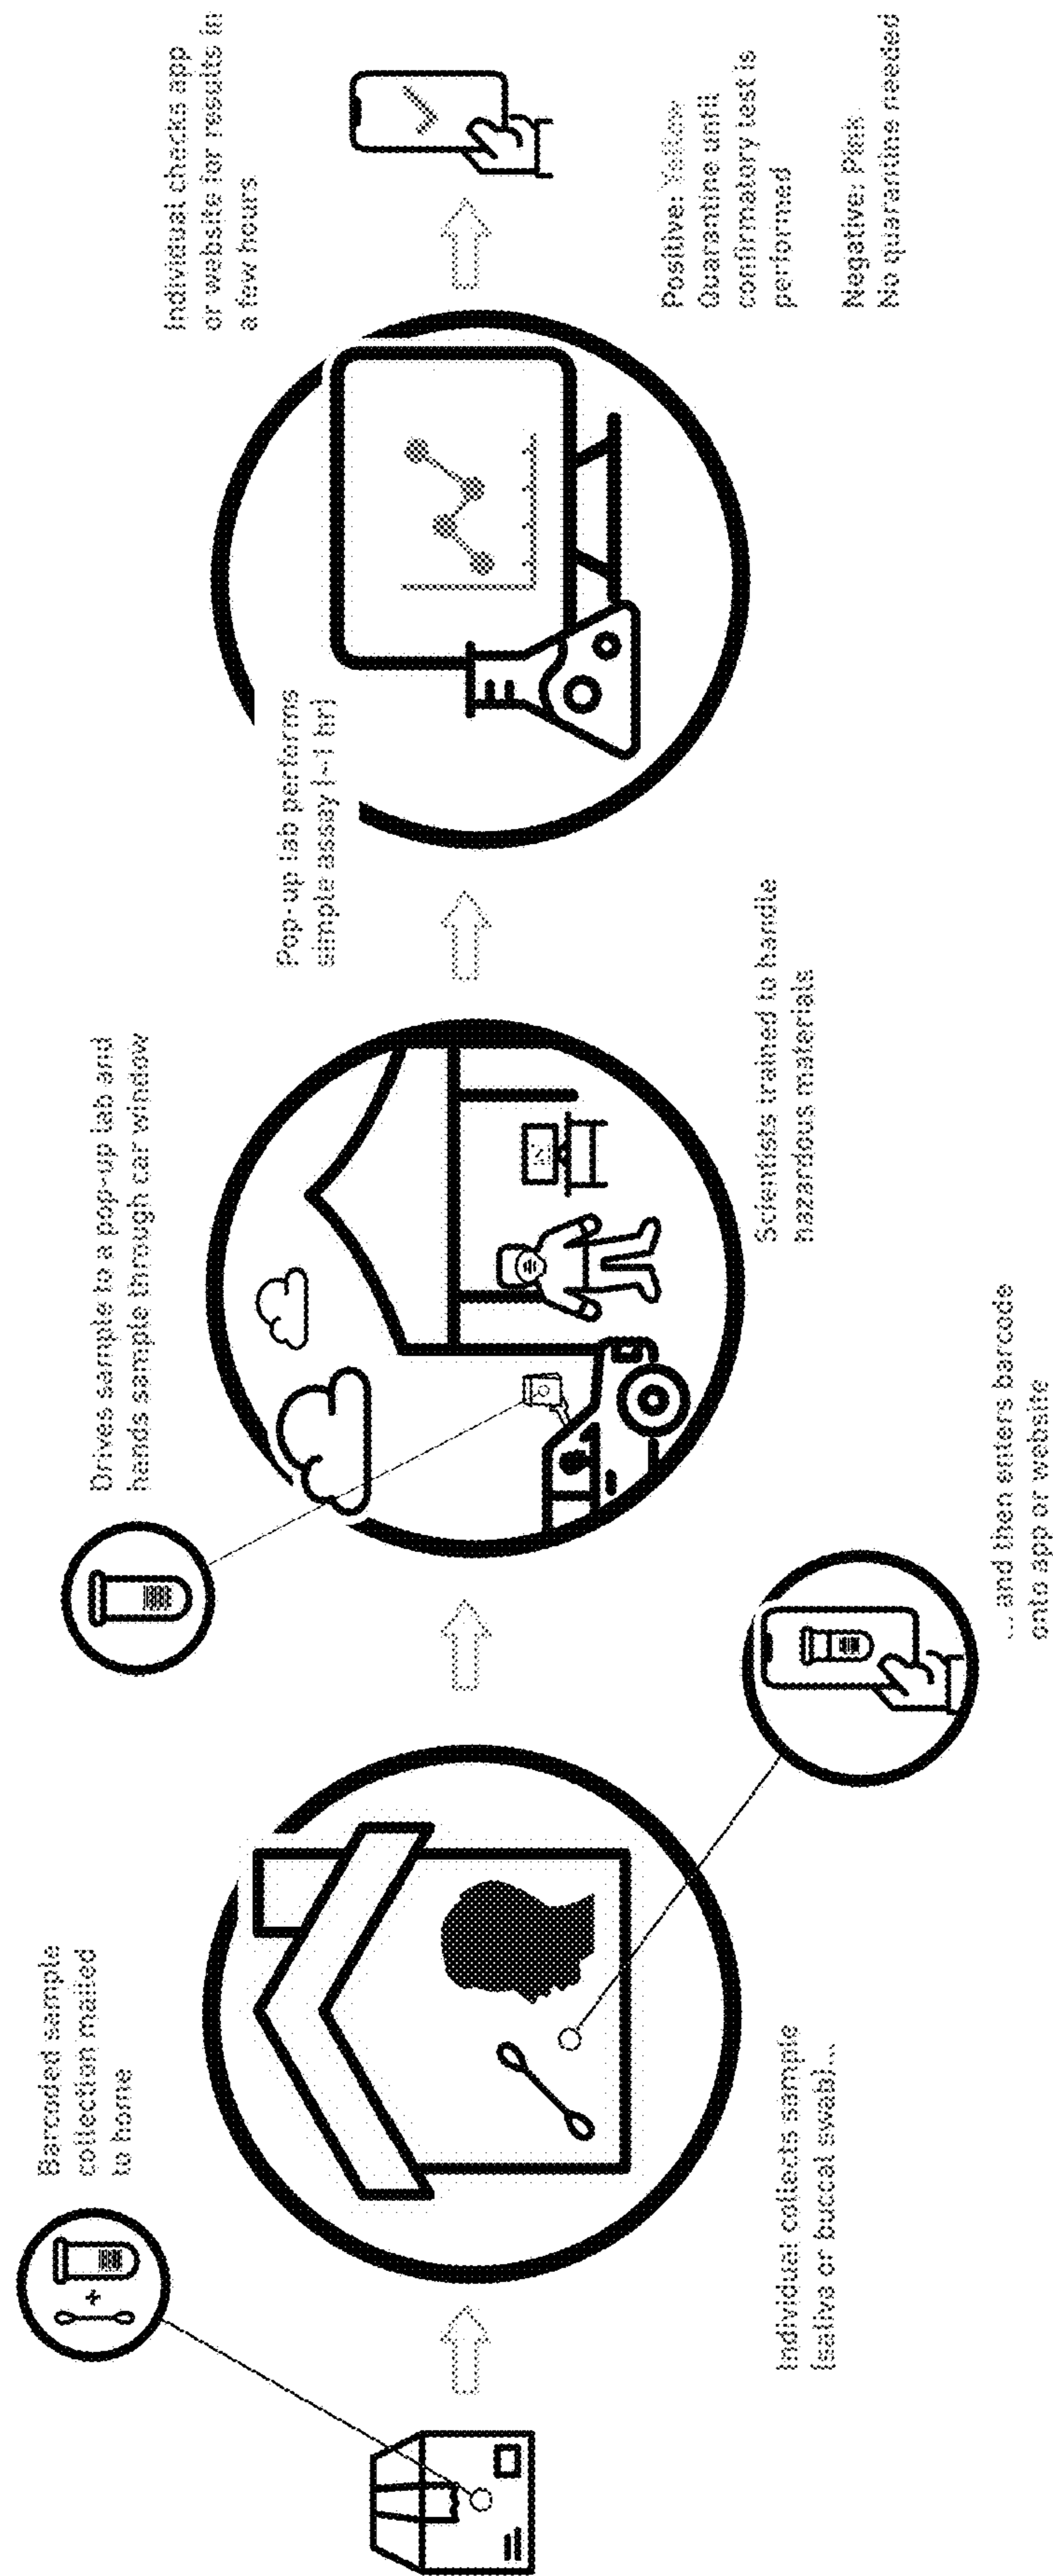 Barcoded sample
collection mailed
to home
Individual collects sample
(saliva or buccal swab)...
... and then enters barcode
onto app or website
Drives sample to a pop-up lab and
hands sample through car window
Scientists trained to handle
hazardous materials
Pop-up lab performs
simple assay (~1 hr)
Individual checks app
or website for results in
a few hours
Positive: Yellow
Quarantine until
confirmatory test is
performed
Negative: Pink
No quarantine needed